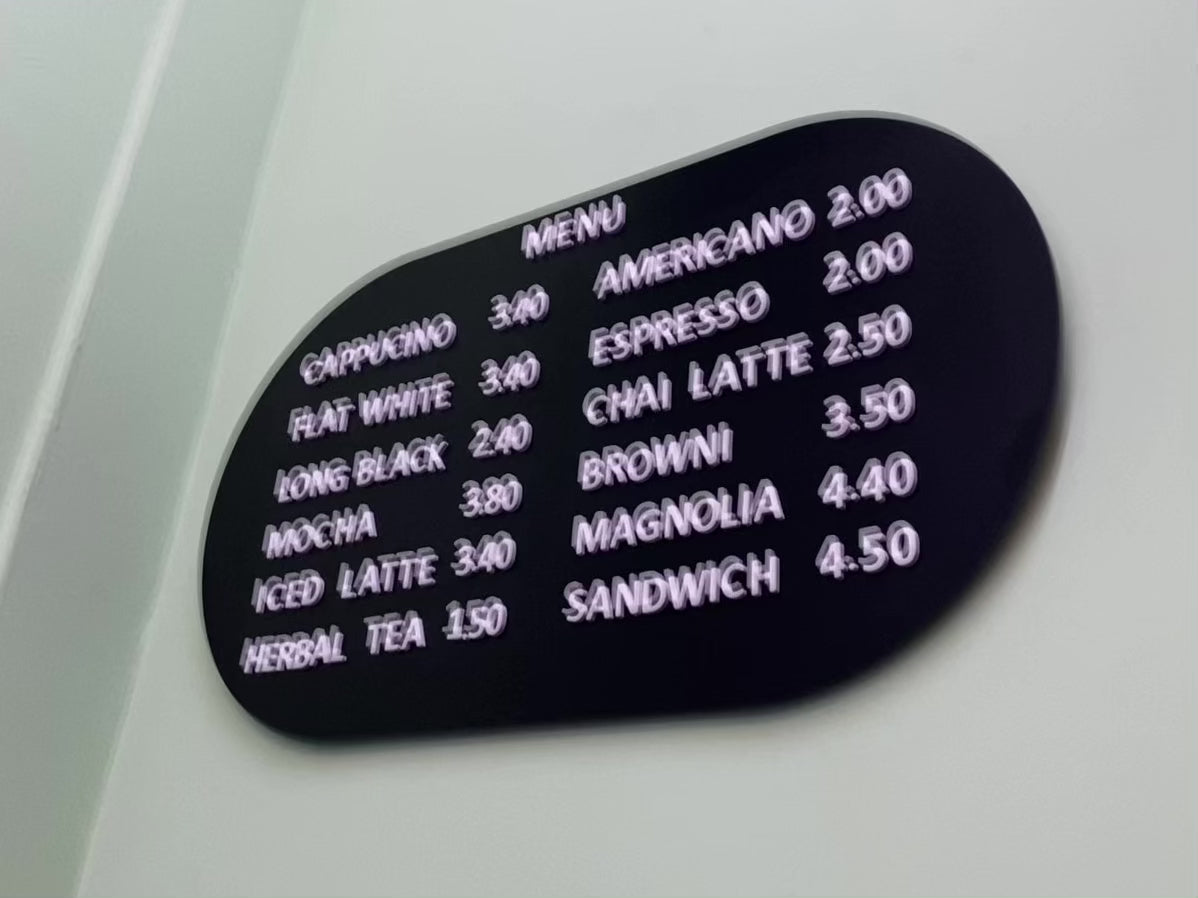 MENU
CAPPUCINO 3.40
FLAT WHITE 3.40
LONG BLACK 2.40
MOCHA 3.80
ICED LATTE 3.40
HERBAL TEA 1.50
AMERICANO 2.00
ESPRESSO 2.00
CHAI LATTE 2.50
BROWNI 3.50
MAGNOLIA 4.40
SANDWICH 4.50